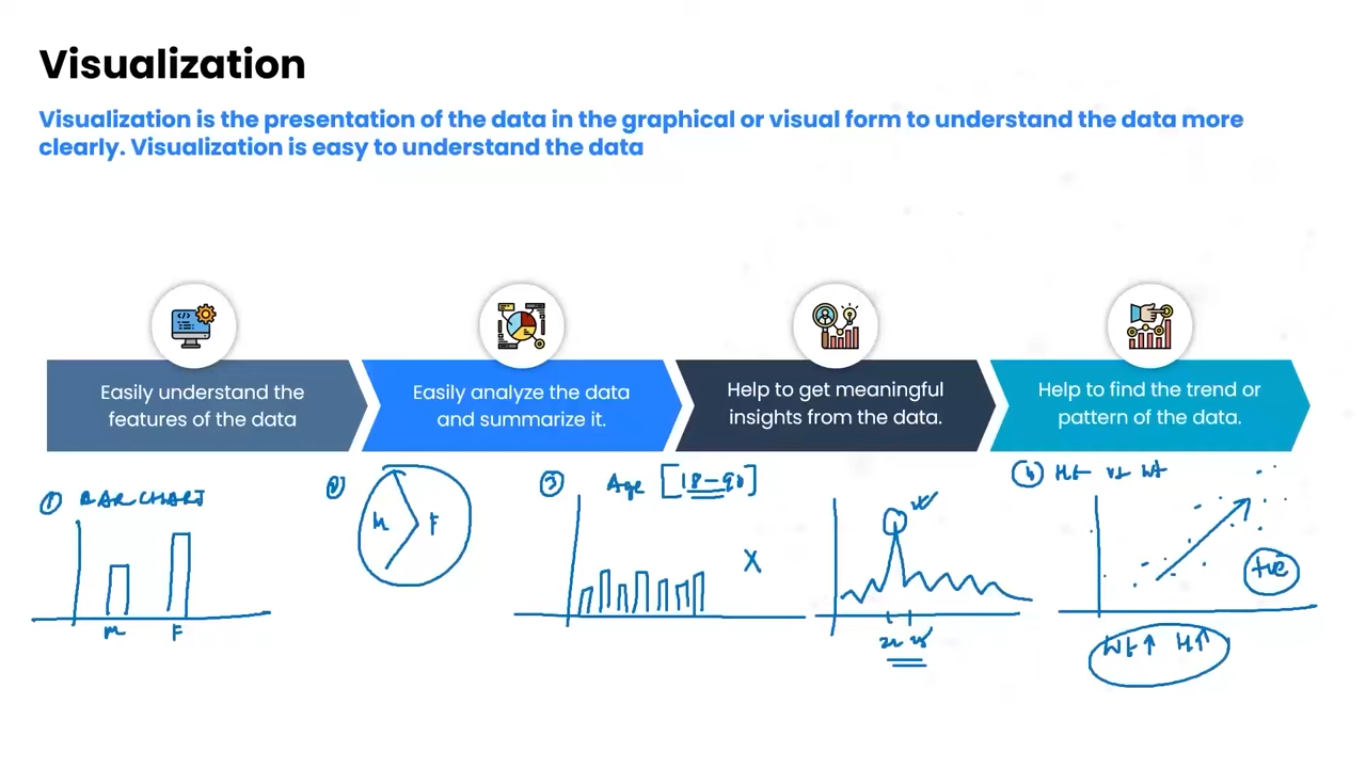 Visualization
Visualization is the presentation of the data in the graphical or visual form to understand the data more
clearly. Visualization is easy to understand the data
Easily understand the
features of the data
Easily analyze the data
and summarize it.
Help to get meaningful
insights from the data.
Help to find the trend or
pattern of the data.
① BAR CHART
M F
②
M F
③ Age [18-90]
X
④ Ht vs Wt
+ve
Wt↑ H↑